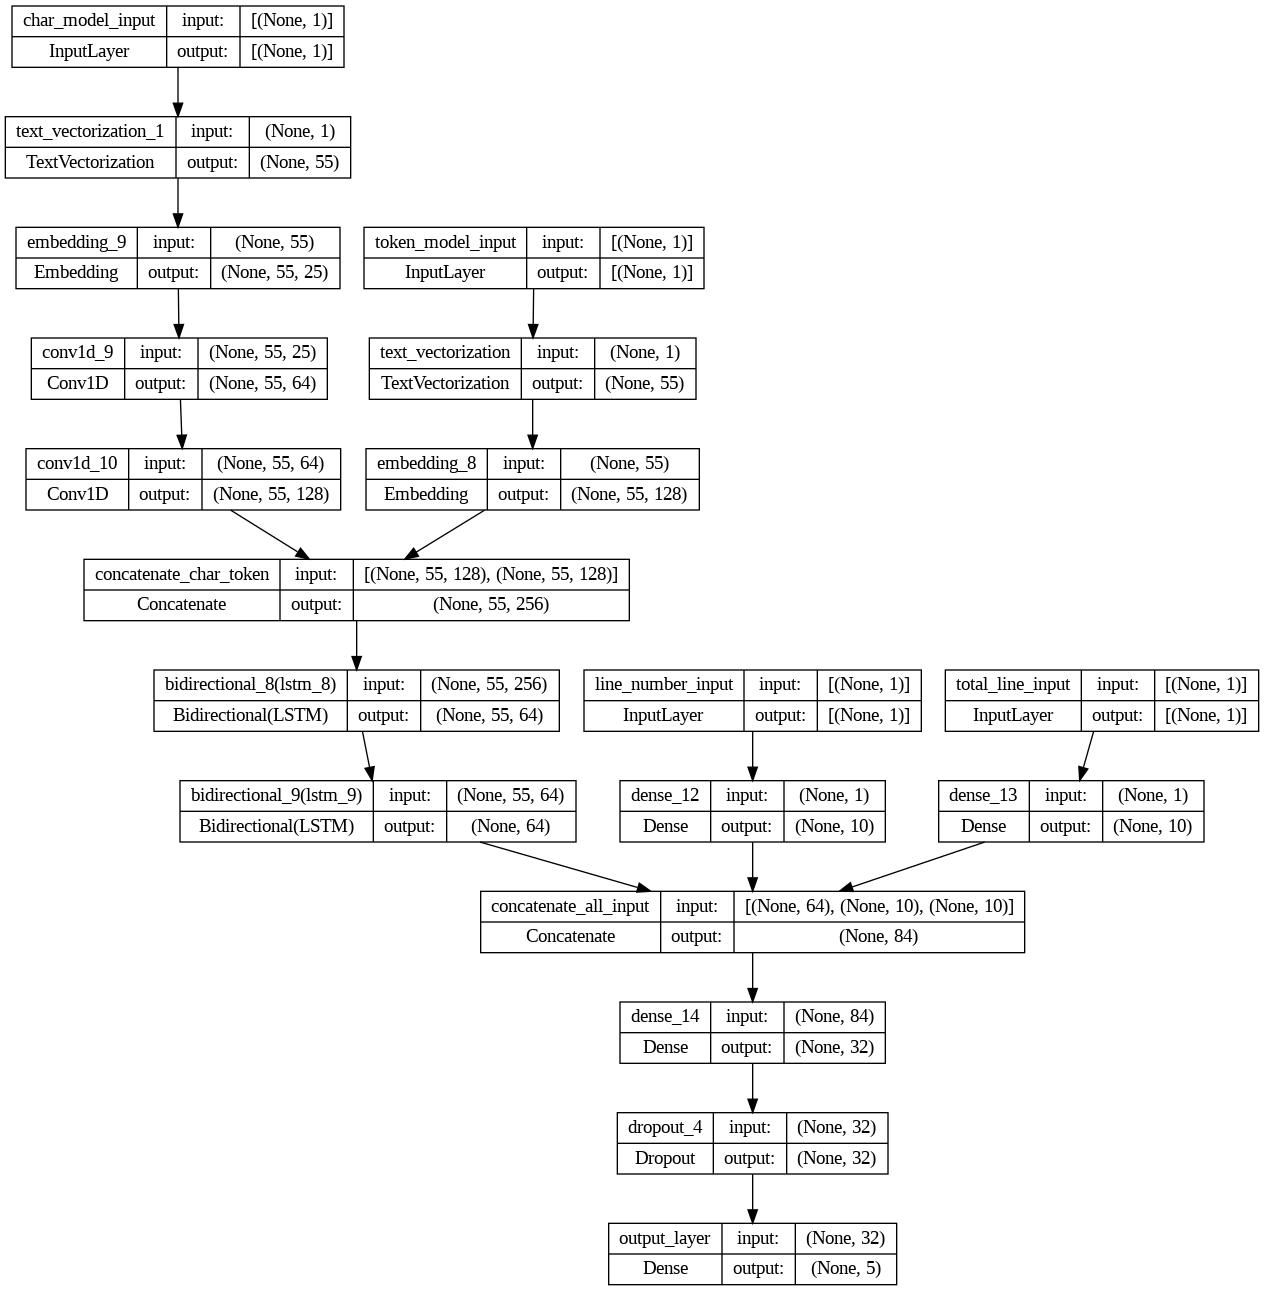 char_model_input input: [(None, 1)]
InputLayer output: [(None, 1)]
text_vectorization_1 input: (None, 1)
TextVectorization output: (None, 55)
embedding_9 input: (None, 55)
Embedding output: (None, 55, 25)
token_model_input input: [(None, 1)]
InputLayer output: [(None, 1)]
conv1d_9 input: (None, 55, 25)
Conv1D output: (None, 55, 64)
text_vectorization input: (None, 1)
TextVectorization output: (None, 55)
conv1d_10 input: (None, 55, 64)
Conv1D output: (None, 55, 128)
embedding_8 input: (None, 55)
Embedding output: (None, 55, 128)
concatenate_char_token input: [(None, 55, 128), (None, 55, 128)]
Concatenate output: (None, 55, 256)
bidirectional_8(lstm_8) input: (None, 55, 256)
Bidirectional(LSTM) output: (None, 55, 64)
line_number_input input: [(None, 1)]
InputLayer output: [(None, 1)]
total_line_input input: [(None, 1)]
InputLayer output: [(None, 1)]
bidirectional_9(lstm_9) input: (None, 55, 64)
Bidirectional(LSTM) output: (None, 64)
dense_12 input: (None, 1)
Dense output: (None, 10)
dense_13 input: (None, 1)
Dense output: (None, 10)
concatenate_all_input input: [(None, 64), (None, 10), (None, 10)]
Concatenate output: (None, 84)
dense_14 input: (None, 84)
Dense output: (None, 32)
dropout_4 input: (None, 32)
Dropout output: (None, 32)
output_layer input: (None, 32)
Dense output: (None, 5)